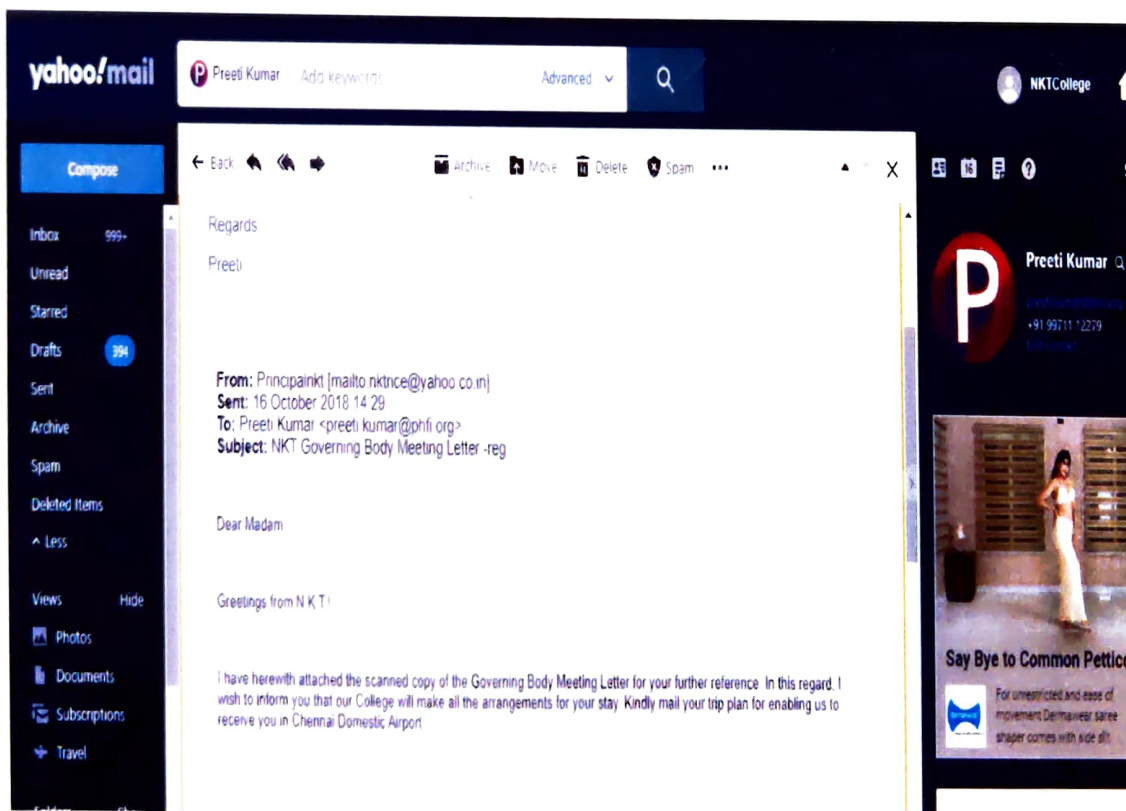 yahoo!mail
P Preeti Kumar Add keywords Advanced
NKTCollege
Compose
Back Archive Move Delete Spam ... X
16
Inbox 999+
Unread
Starred
Drafts 394
Sent
Archive
Spam
Deleted Items
Less
Views Hide
Photos
Documents
Subscriptions
Travel
Regards
Preeti
From: Principainkt [mailto.nktnce@yahoo.co.in]
Sent: 16 October 2018 14:29
To: Preeti Kumar <preeti.kumar@phfi.org>
Subject: NKT Governing Body Meeting Letter -reg
Dear Madam
Greetings from N K T!
I have herewith attached the scanned copy of the Governing Body Meeting Letter for your further reference. In this regard, I
wish to inform you that our College will make all the arrangements for your stay. Kindly mail your trip plan for enabling us to
receive you in Chennai Domestic Airport
P
Preeti Kumar
+91 99711 12279
Say Bye to Common Pettico
For unrestricted and ease of
movement Dermawear saree
shaper comes with side slit.